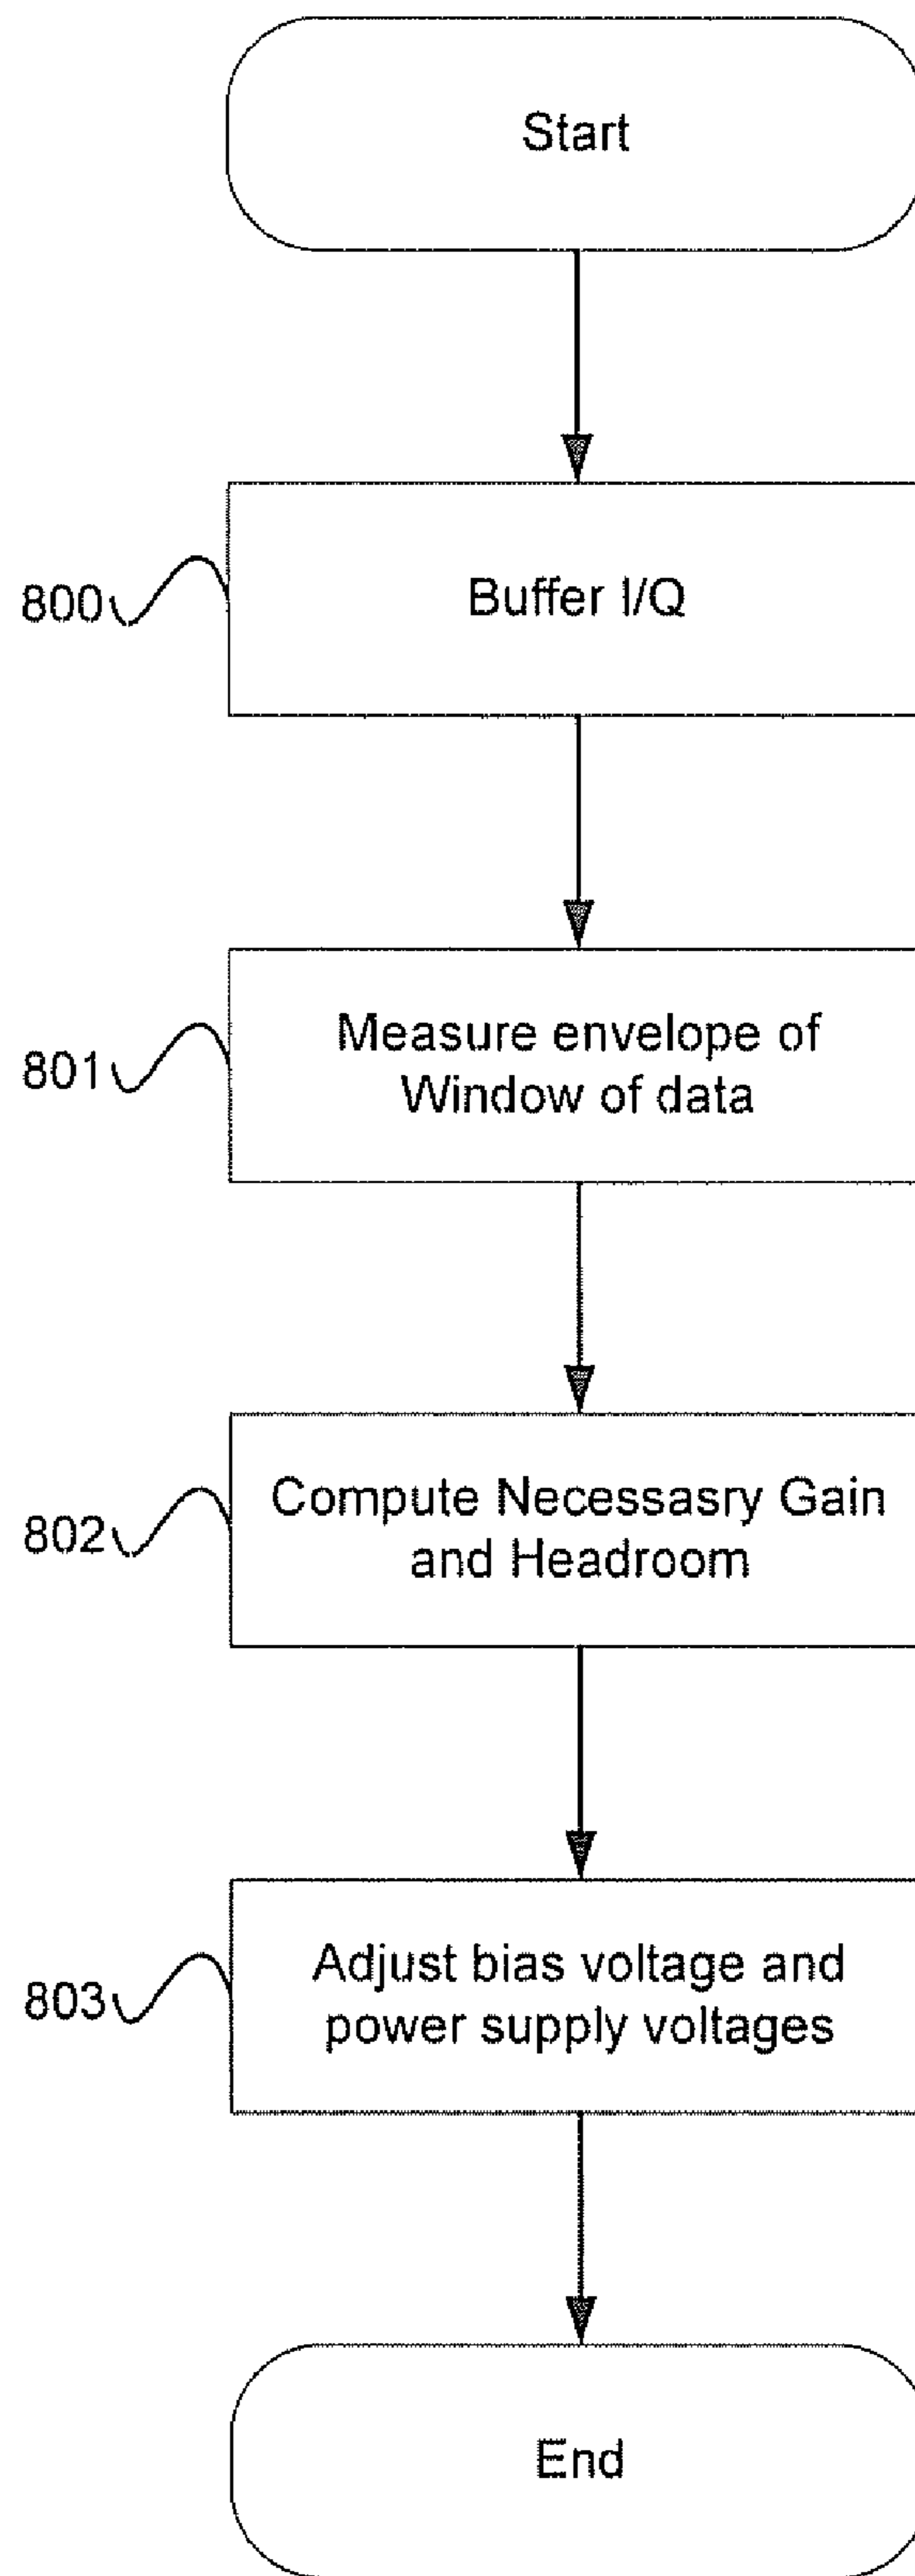 Start
800
Buffer I/Q
801
Measure envelope of
Window of data
802
Compute Necessasry Gain
and Headroom
803
Adjust bias voltage and
power supply voltages
End